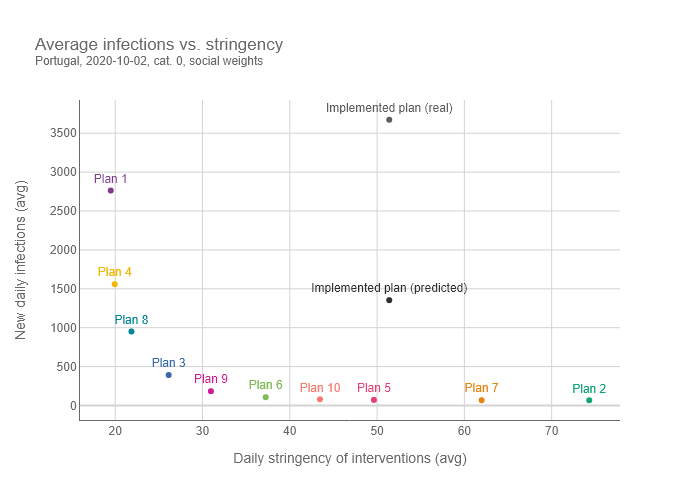 Average infections vs. stringency
Portugal, 2020-10-02, cat. 0, social weights
Implemented plan (real)
3500
3000
Plan 1
2500
2000
Plan 4
1500
Implemented plan (predicted)
Plan 8
1000
Plan 3
500
Plan 9
Plan 6
Plan 10
Plan 5
Plan 7
Plan 2
0
20
30
40
50
60
70
New daily infections (avg)
Daily stringency of interventions (avg)